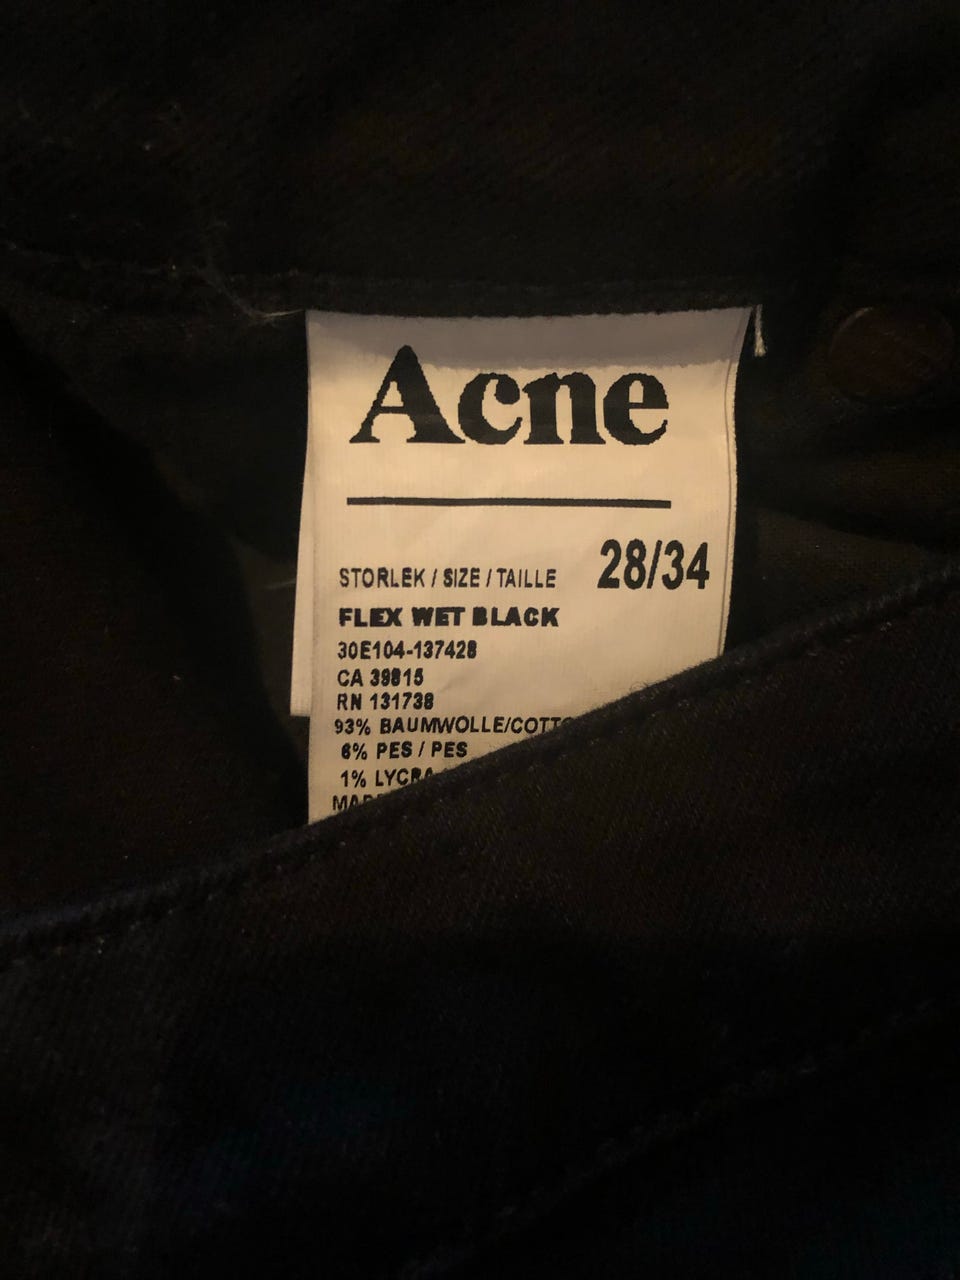 Acne
STORLEK / SIZE / TAILLE 28/34
FLEX WET BLACK
30E104-137428
CA 39815
RN 131738
93% BAUMWOLLE/COTT
6% PES / PES
1% LYCRA